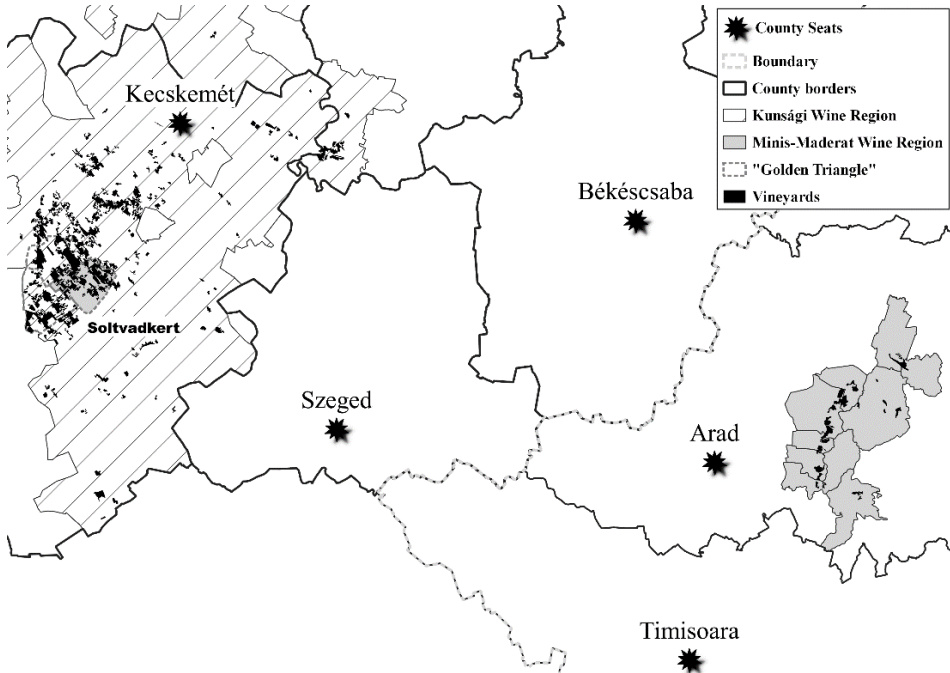 County Seats
Boundary
County borders
Kunsági Wine Region
Minis-Maderat Wine Region
"Golden Triangle"
Vineyards
Kecskemét
Békéscsaba
Soltvadkert
Szeged
Arad
Timisoara